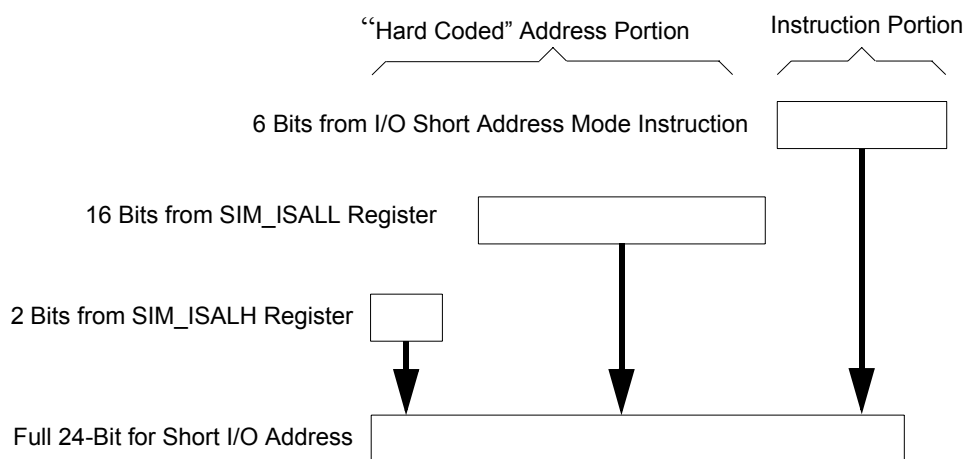 “Hard Coded” Address Portion
Instruction Portion
6 Bits from I/O Short Address Mode Instruction
16 Bits from SIM_ISALL Register
2 Bits from SIM_ISALH Register
Full 24-Bit for Short I/O Address